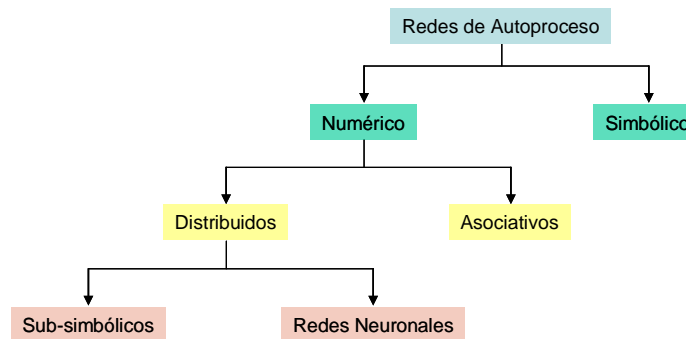 Redes de Autoproceso
Numérico
Simbólico
Distribuidos
Asociativos
Sub-simbólicos
Redes Neuronales